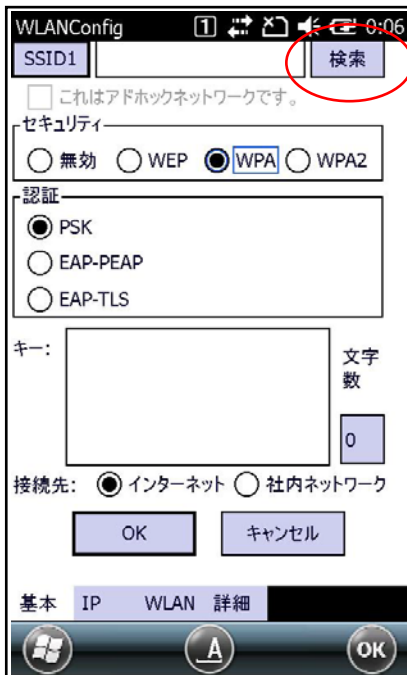 WLANConfig 1 0:06
SSID1 検索
これはアドホックネットワークです。
セキュリティ
無効 WEP WPA WPA2
認証
PSK
EAP-PEAP
EAP-TLS
キー: 文字
数
0
接続先: インターネット 社内ネットワーク
OK キャンセル
基本 IP WLAN 詳細
A OK